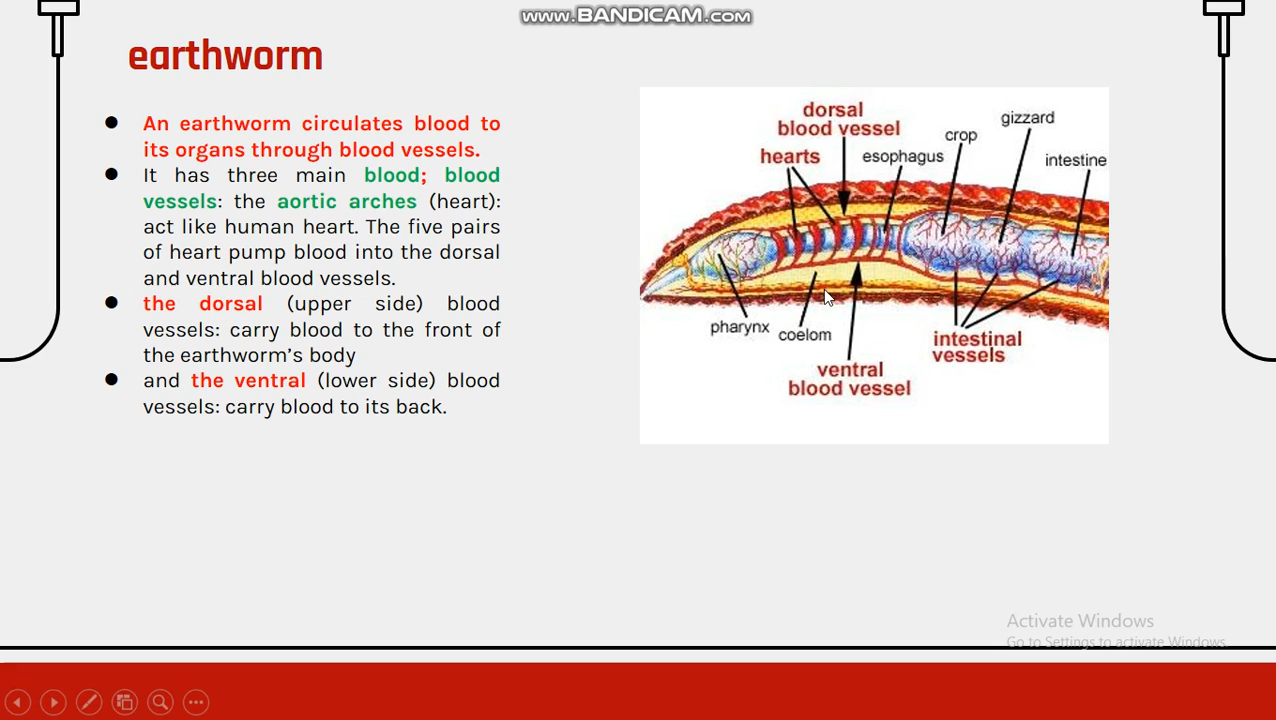 www.BANDICAM.com
earthworm
● An earthworm circulates blood to
its organs through blood vessels.
● It has three main blood; blood
vessels: the aortic arches (heart):
act like human heart. The five pairs
of heart pump blood into the dorsal
and ventral blood vessels.
● the dorsal (upper side) blood
vessels: carry blood to the front of
the earthworm’s body
● and the ventral (lower side) blood
vessels: carry blood to its back.
dorsal
blood vessel
hearts
esophagus
crop
gizzard
intestine
pharynx
coelom
ventral
blood vessel
intestinal
vessels
Activate Windows
Go to Settings to activate Windows.